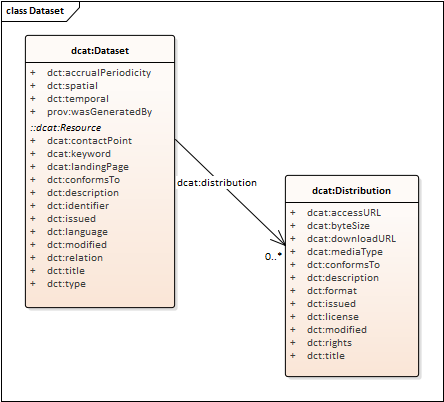 class Dataset
dcat:Dataset
+ dct:accrualPeriodicity
+ dct:spatial
+ dct:temporal
+ prov:wasGeneratedBy
::dcat:Resource
+ dcat:contactPoint
+ dcat:keyword
+ dcat:landingPage
+ dct:conformsTo
+ dct:description
+ dct:identifier
+ dct:issued
+ dct:language
+ dct:modified
+ dct:relation
+ dct:title
+ dct:type
dcat:distribution
0..*
dcat:Distribution
+ dcat:accessURL
+ dcat:byteSize
+ dcat:downloadURL
+ dcat:mediaType
+ dct:conformsTo
+ dct:description
+ dct:format
+ dct:issued
+ dct:license
+ dct:modified
+ dct:rights
+ dct:title